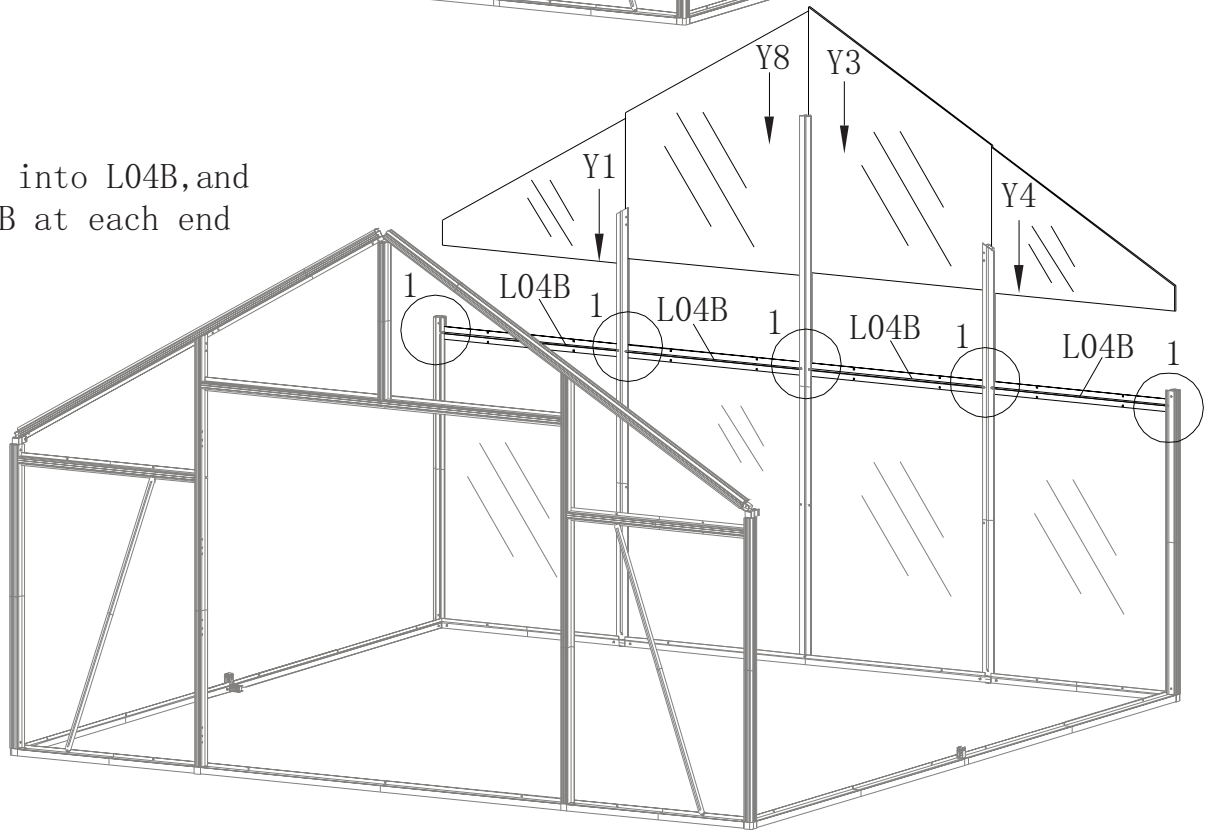 Y8
Y3
into L04B,and
Y1
B at each end
Y4
1
L04B
1
L04B
1
L04B
1
L04B
1